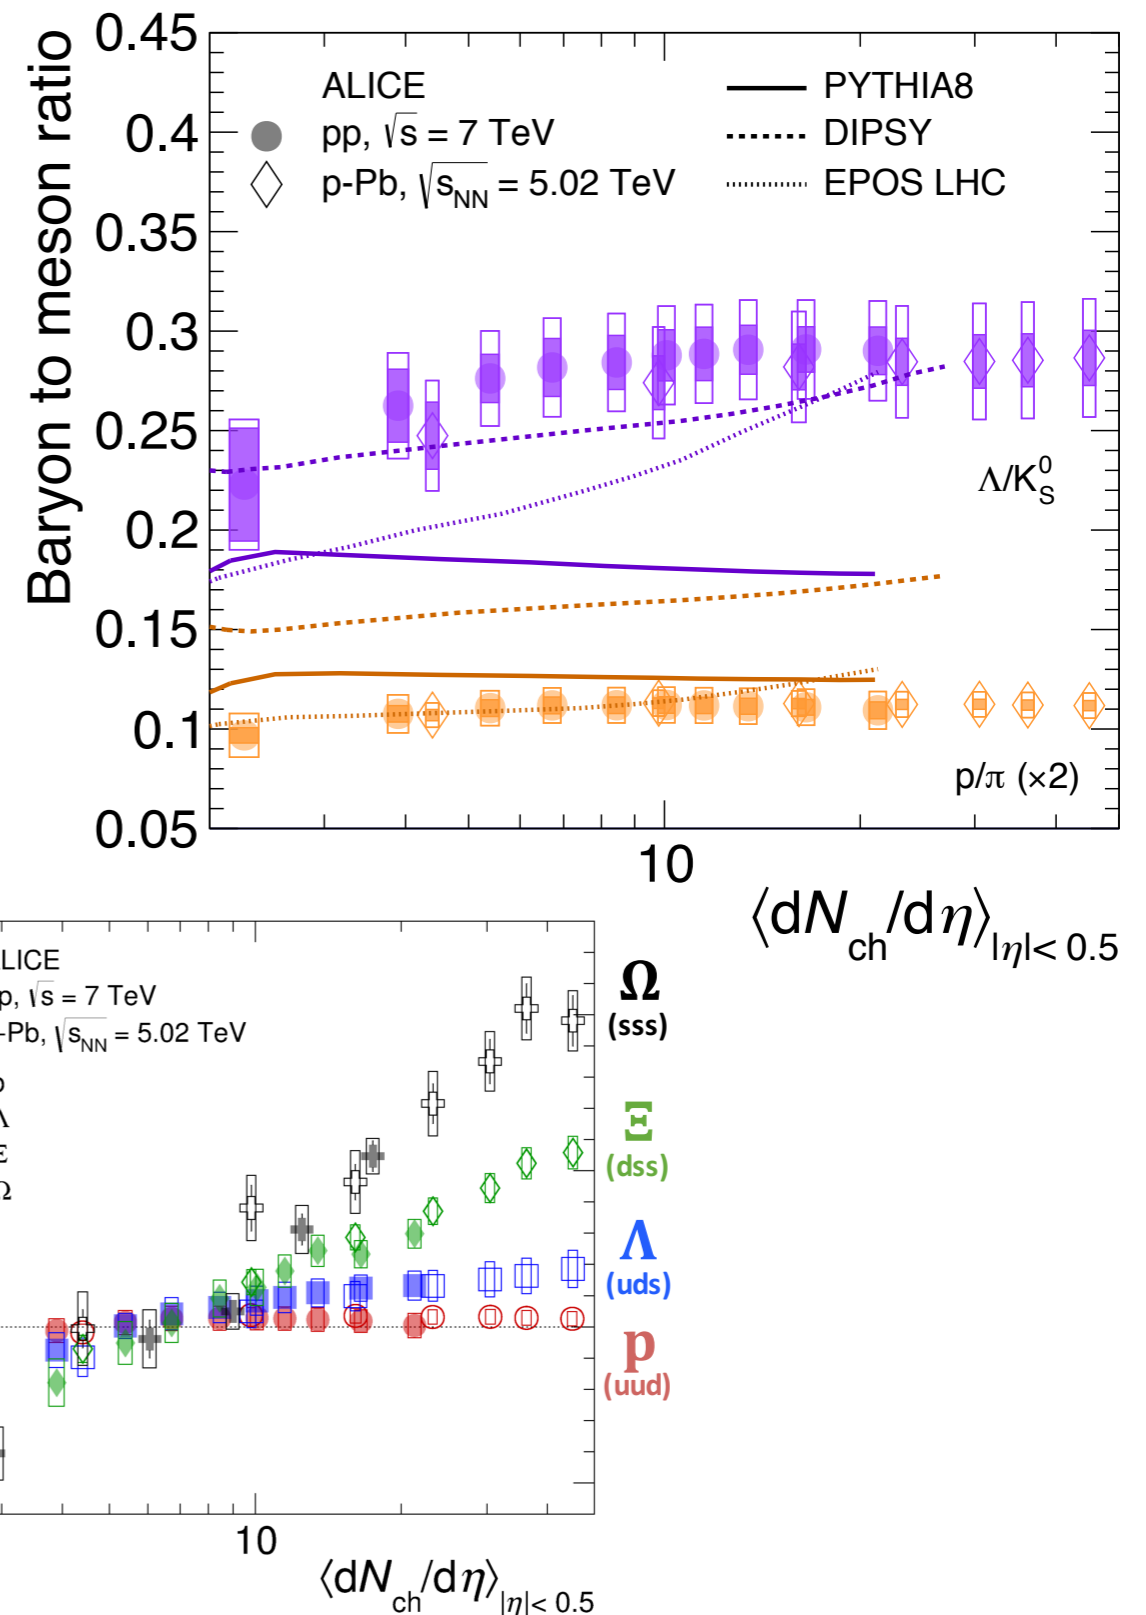 Baryon to meson ratio
0.45
0.4
0.35
0.3
0.25
0.2
0.15
0.1
0.05
ALICE
pp, √s = 7 TeV
p-Pb, √sNN = 5.02 TeV
PYTHIA8
DIPSY
EPOS LHC
Λ/K0S
p/π (×2)
10
⟨dNch/dη⟩|η|< 0.5
LICE
p, √s = 7 TeV
-Pb, √sNN = 5.02 TeV
Λ
Ξ
Ω
Ω
(sss)
Ξ
(dss)
Λ
(uds)
p
(uud)
10
⟨dNch/dη⟩|η|< 0.5